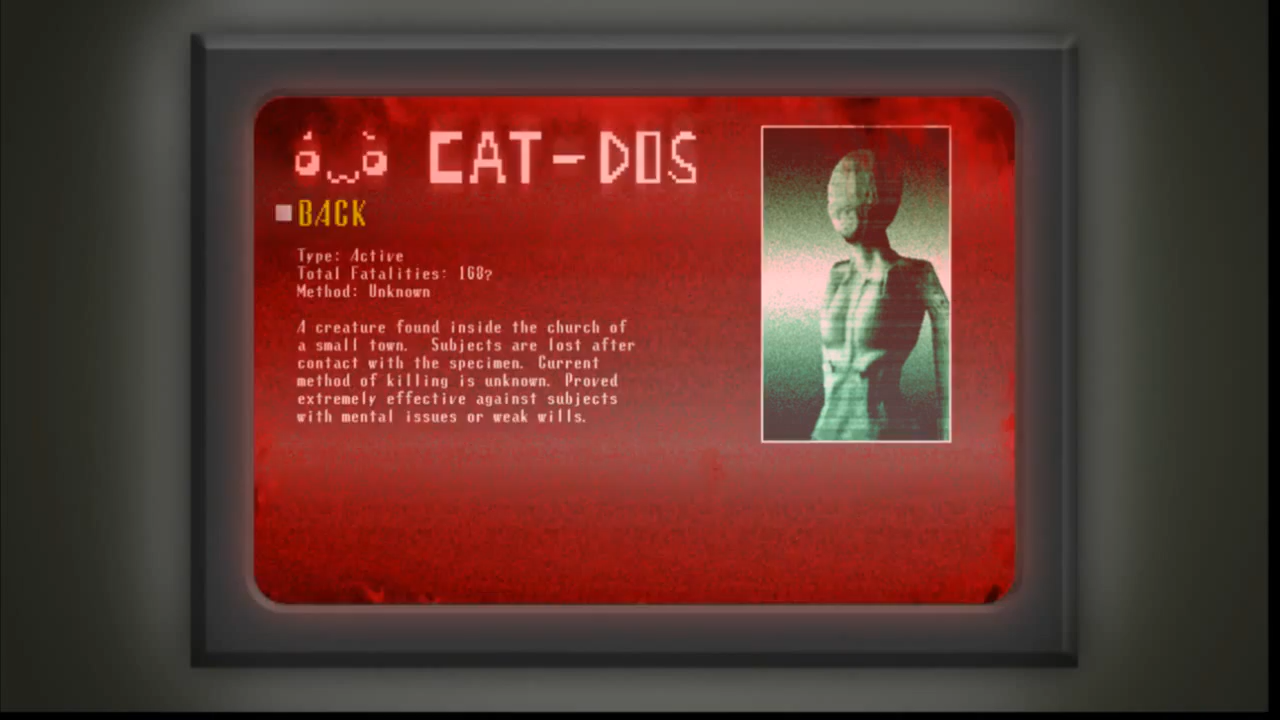 CAT-DOS
BACK
Type: Active
Total Fatalities: 168?
Method: Unknown
A creature found inside the church of
a small town. Subjects are lost after
contact with the specimen. Current
method of killing is unknown. Proved
extremely effective against subjects
with mental issues or weak wills.